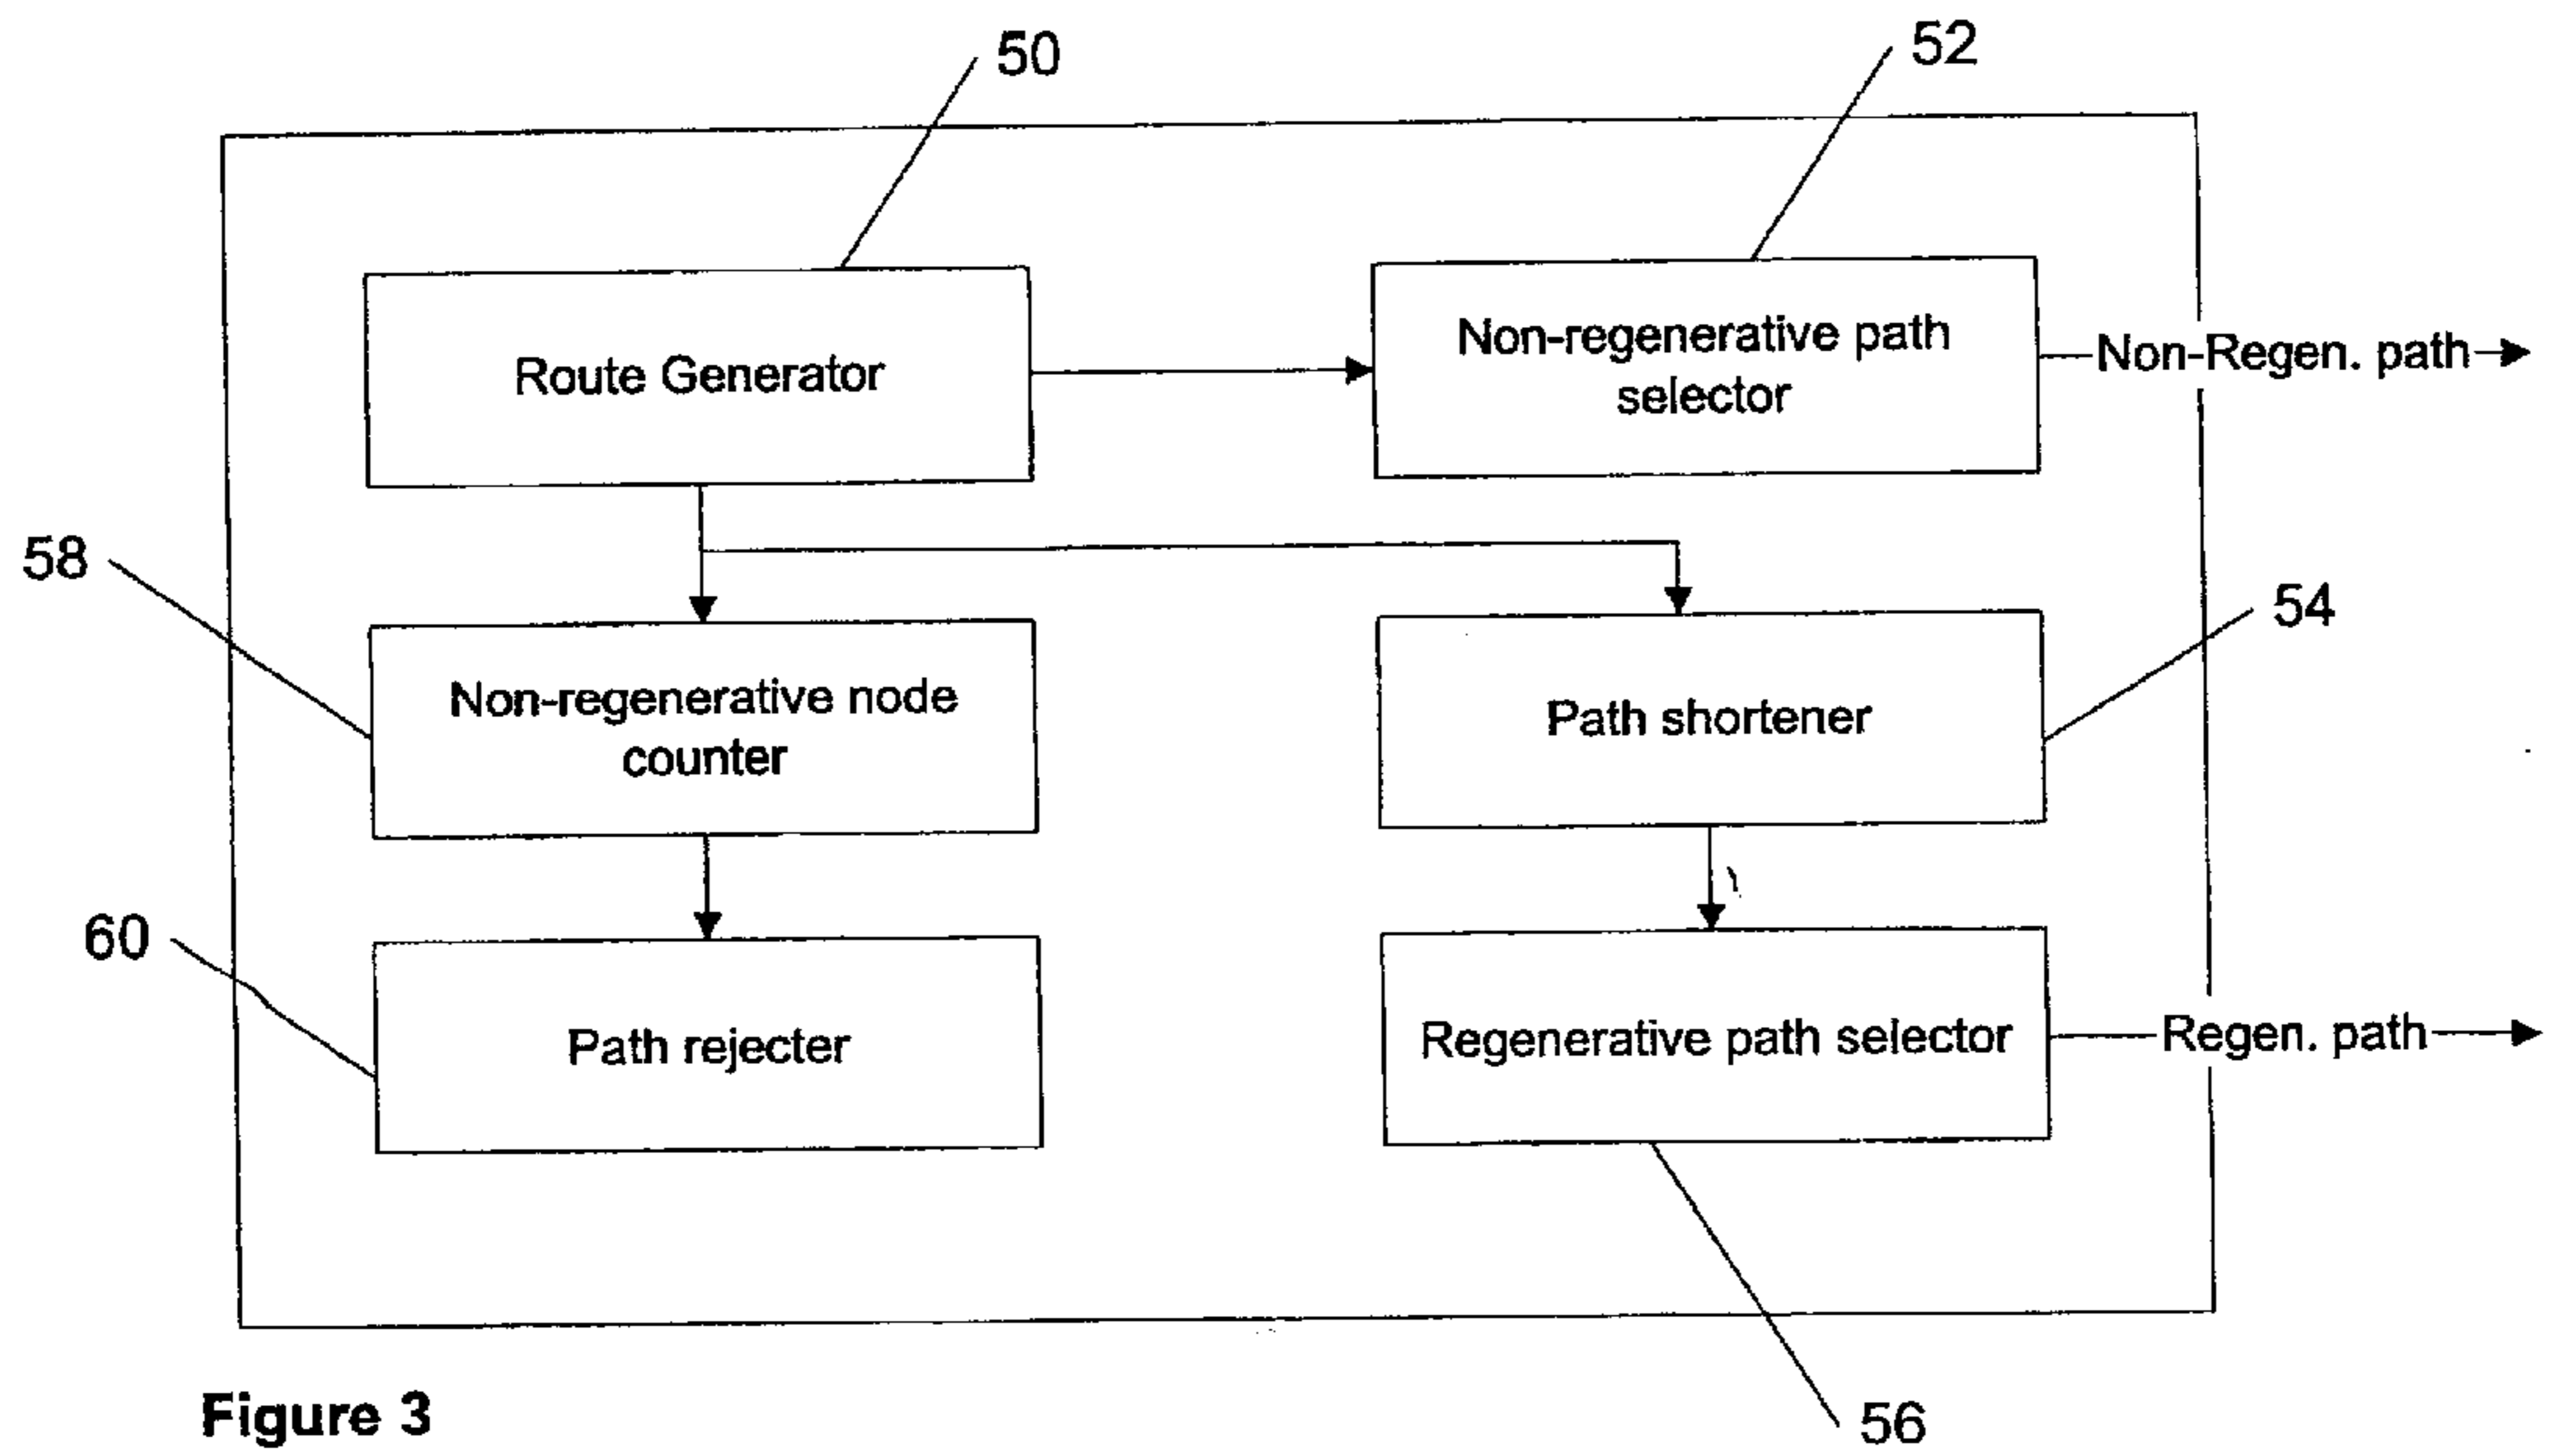 50
52
Route Generator
Non-regenerative path
selector
Non-Regen. path
58
54
Non-regenerative node
counter
Path shortener
60
Path rejecter
Regenerative path selector
Regen. path
56
Figure 3